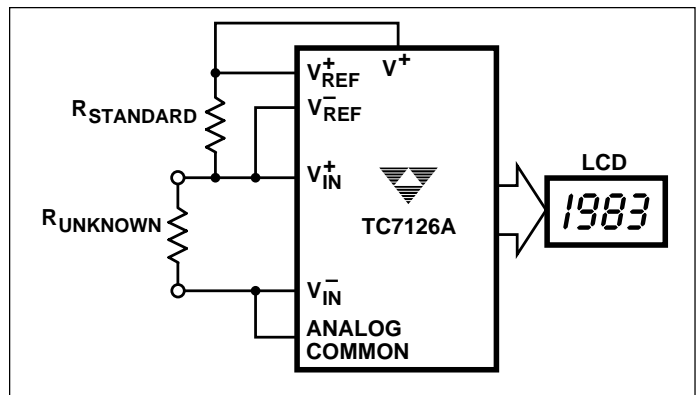 V+
V+REF
RSTANDARD
V−REF
V+IN
LCD
1983
TC7126A
RUNKNOWN
V−IN
ANALOG
COMMON